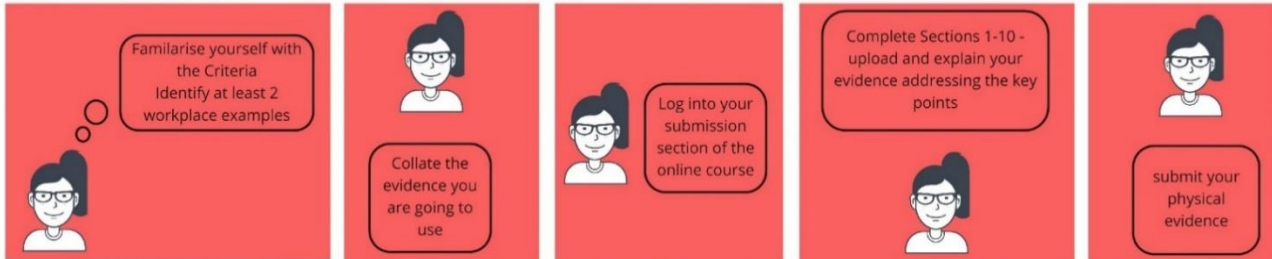 Familarise yourself with
the Criteria
Identify at least 2
workplace examples
Collate the
evidence you
are going to
use
Log into your
submission
section of the
online course
Complete Sections 1-10 -
upload and explain your
evidence addressing the key
points
submit your
physical
evidence